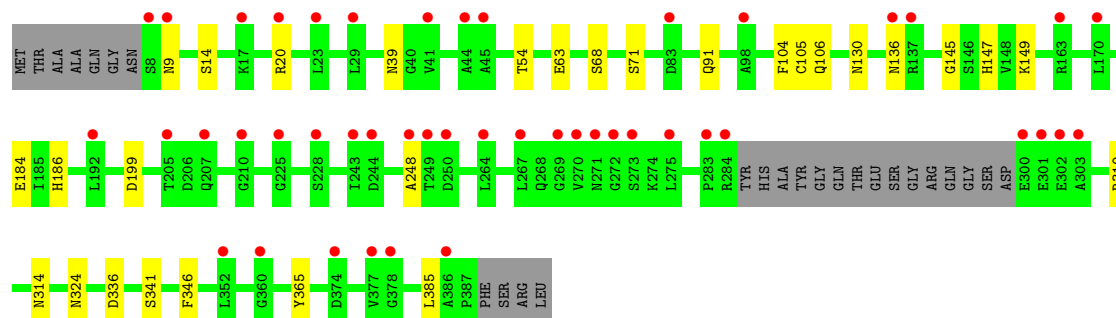 MET THR ALA ALA GLN GLY ASN S8 N9 S14 K17 R20 L23 L29 N39 G40 V41 A44 A45 T54 E63 S68 S71 D83 Q91 A98 F104 C105 Q106 N130 N136 R137 G145 S146 H147 V148 K149 R163 L170
E184 I185 H186 L192 D199 T205 D206 Q207 G210 G225 S228 I243 D244 A248 T249 D250 L264 L267 Q268 G269 V270 N271 G272 S273 K274 L275 P283 R284 TYR HIS ALA TYR GLY GLN THR GLU SER GLY ARG GLN GLY SER ASP E300 E301 E302 A303
N314 N324 D336 S341 F346 L352 G360 Y365 D374 V377 G378 L385 A386 P387 PHE SER ARG LEU